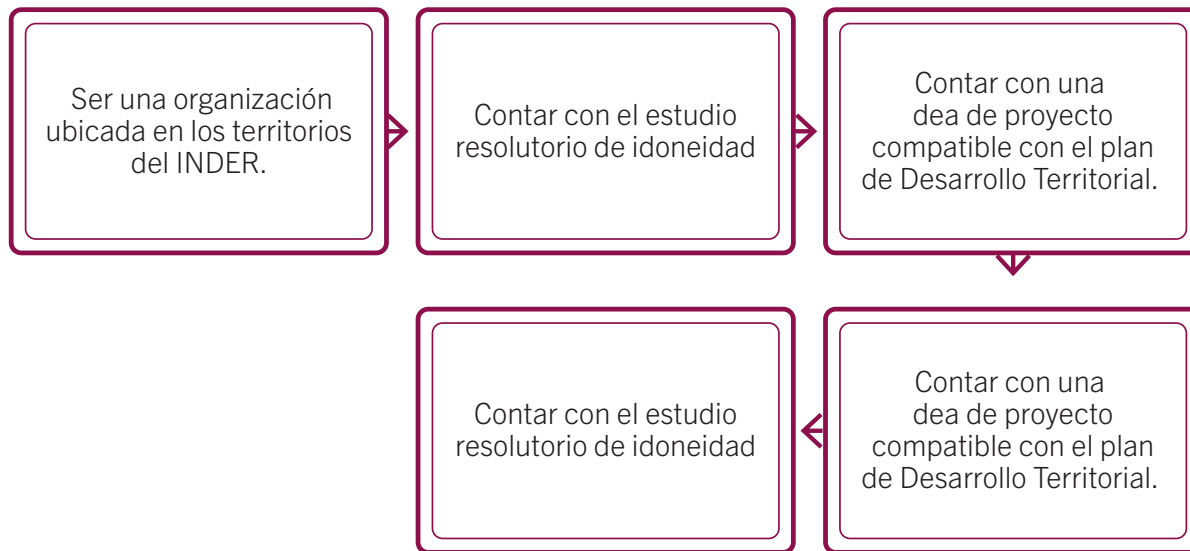 Ser una organización
ubicada en los territorios
del INDER.
Contar con el estudio
resolutorio de idoneidad
Contar con una
dea de proyecto
compatible con el plan
de Desarrollo Territorial.
Contar con una
dea de proyecto
compatible con el plan
de Desarrollo Territorial.
Contar con el estudio
resolutorio de idoneidad